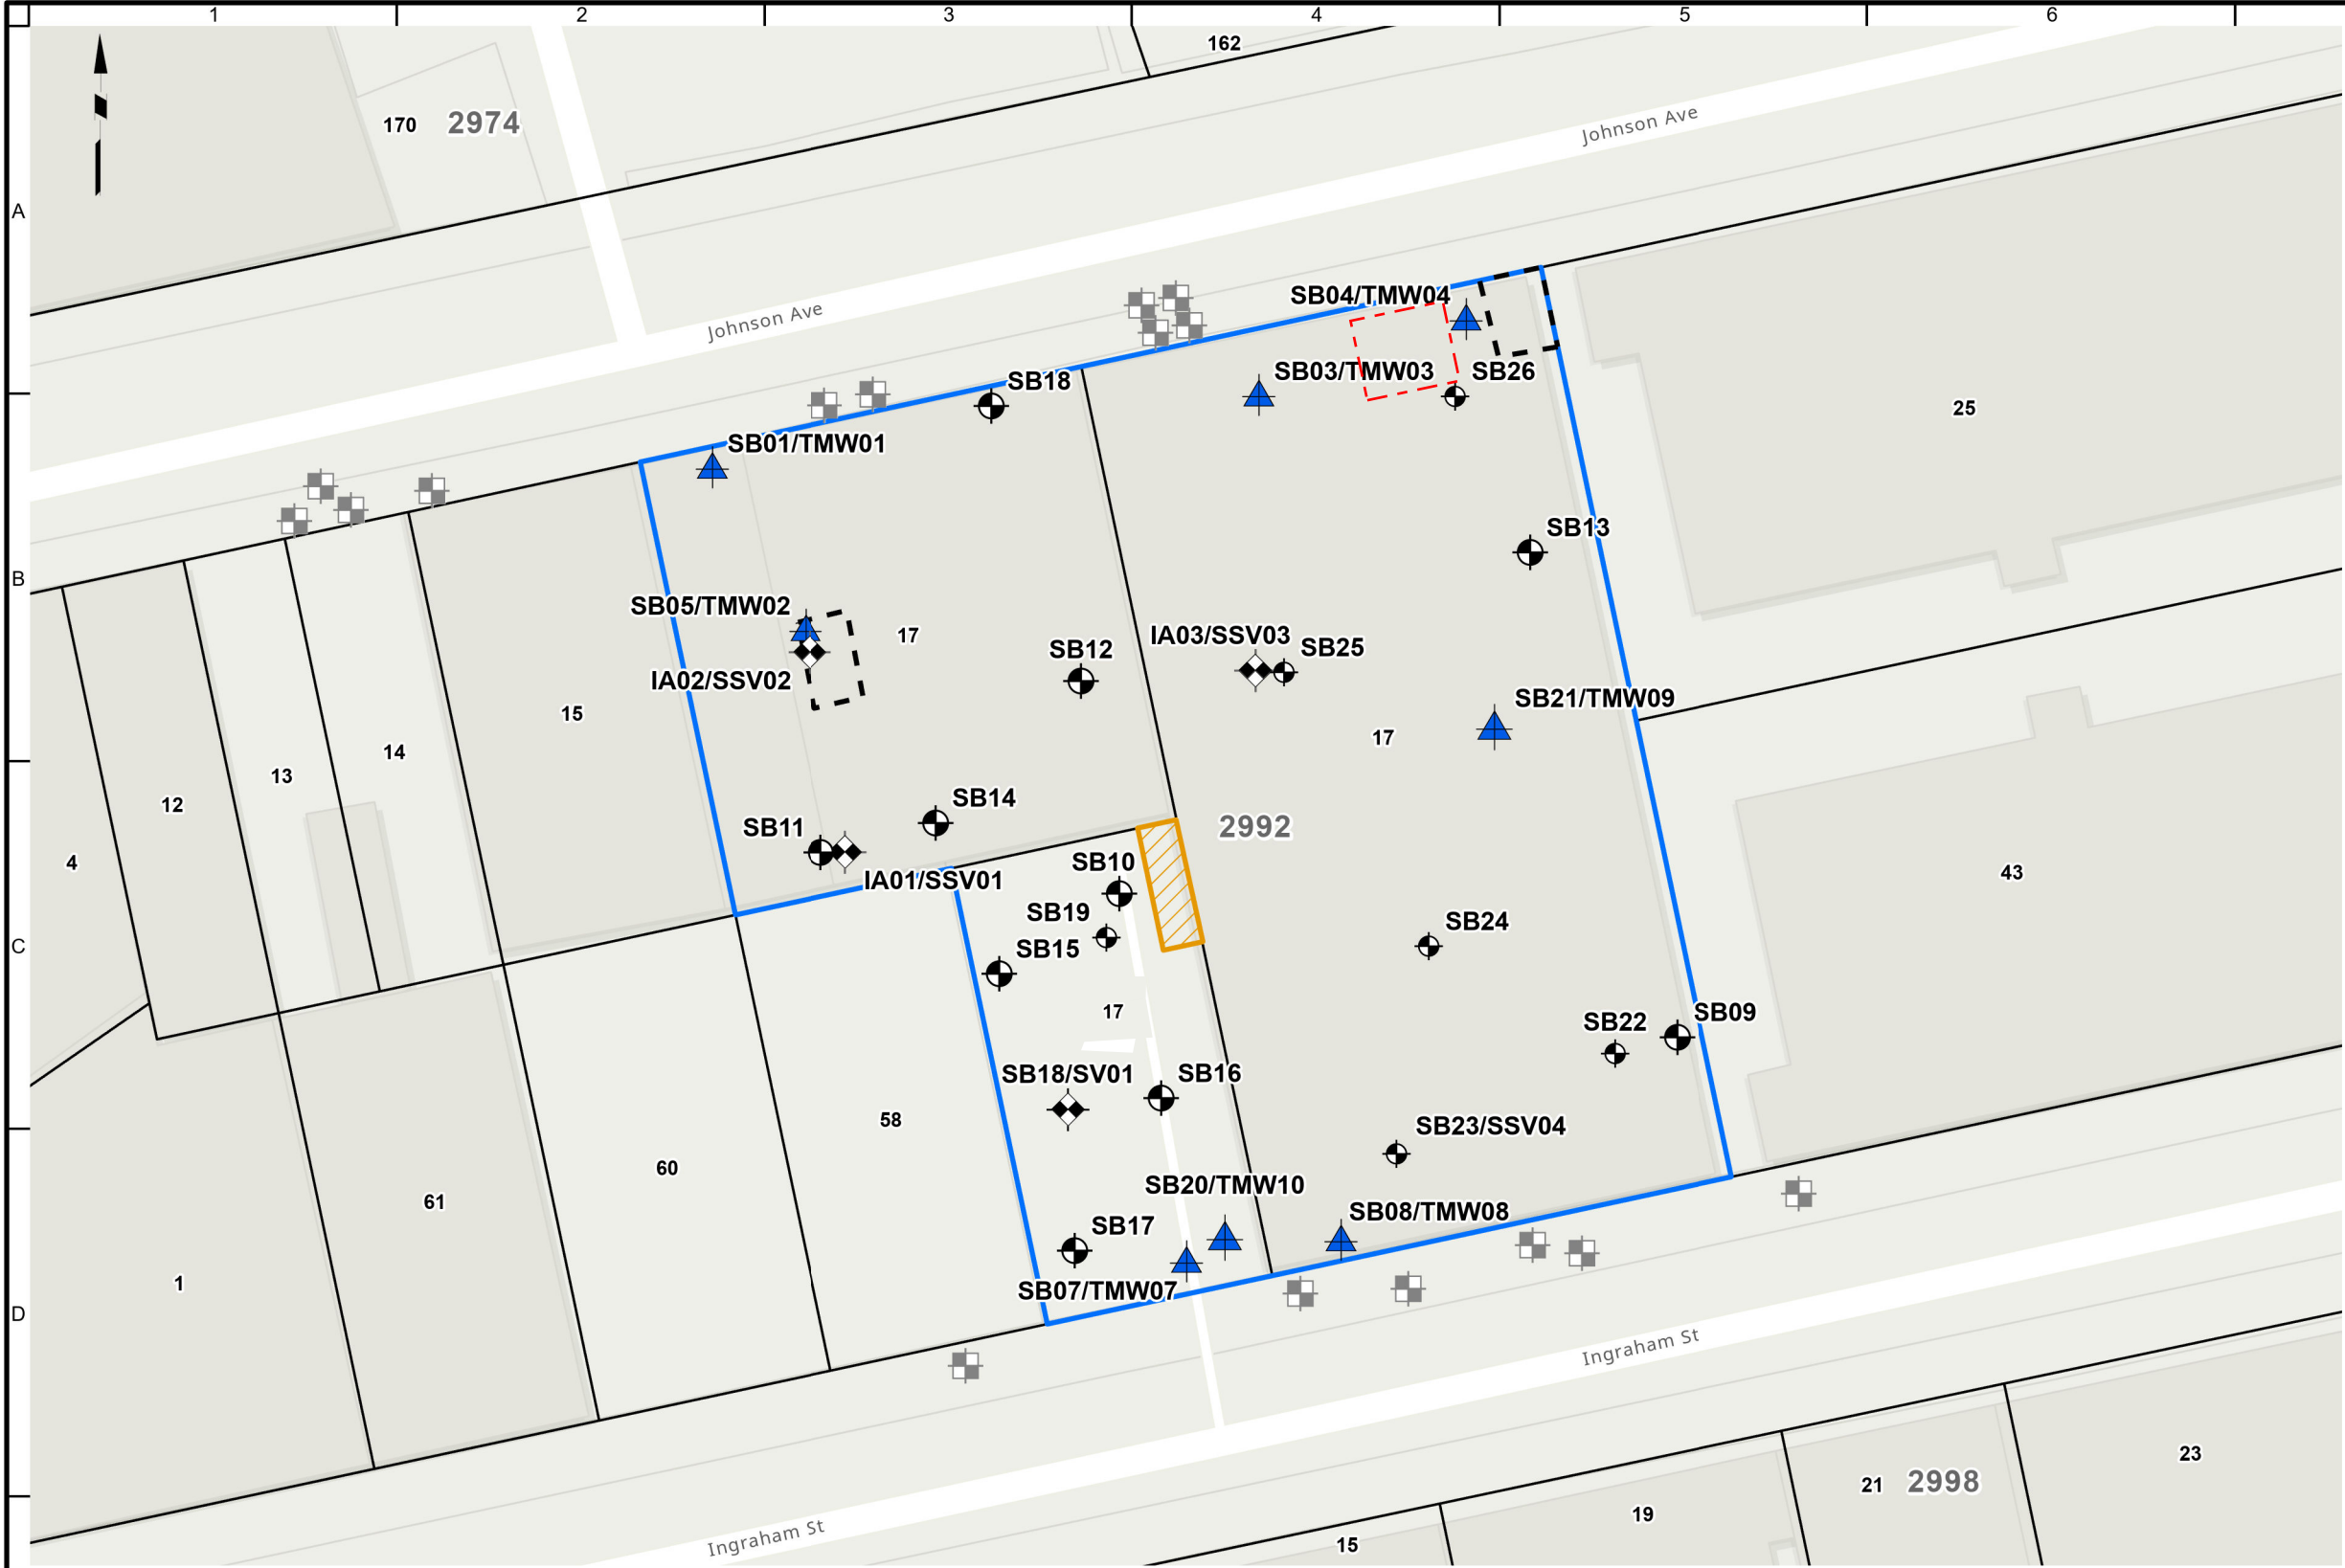 1 2 3 4 5 6
162
170 2974
Johnson Ave
A
SB04/TMW04
Johnson Ave
SB03/TMW03 SB26
SB18
25
SB01/TMW01
SB13
B
SB05/TMW02
17
IA03/SSV03
SB12 SB25
IA02/SSV02
SB21/TMW09
15
17
14
13
SB14
12
SB11 2992
4 SB10 43
IA01/SSV01
SB19 SB24
C
SB15
17 SB09
SB22
SB18/SV01 SB16
58 SB23/SSV04
60
SB20/TMW10
61
SB08/TMW08
SB17
1
SB07/TMW07
D
Ingraham St
23
21 2998
19
Ingraham St
15